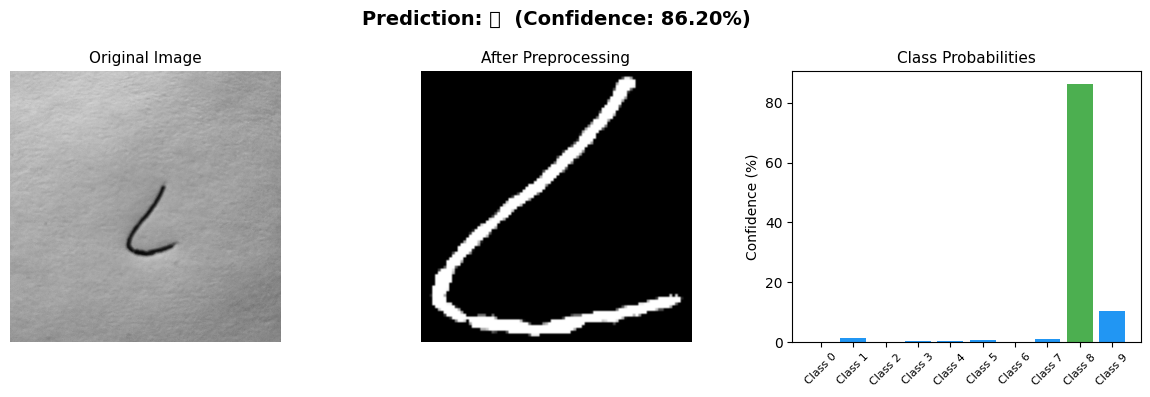 Prediction: (Confidence: 86.20%)
Original Image
After Preprocessing
Class Probabilities
Confidence (%)
80
60
40
20
0
Class 0 Class 1 Class 2 Class 3 Class 4 Class 5 Class 6 Class 7 Class 8 Class 9